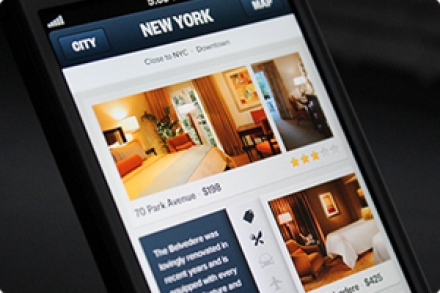 CITY
NEW YORK
MAP
Close to NYC · Downtown
70 Park Avenue · $198
The Belvedere was
lovingly renovated in
recent years and is
equipped with every
Belvedere · $425